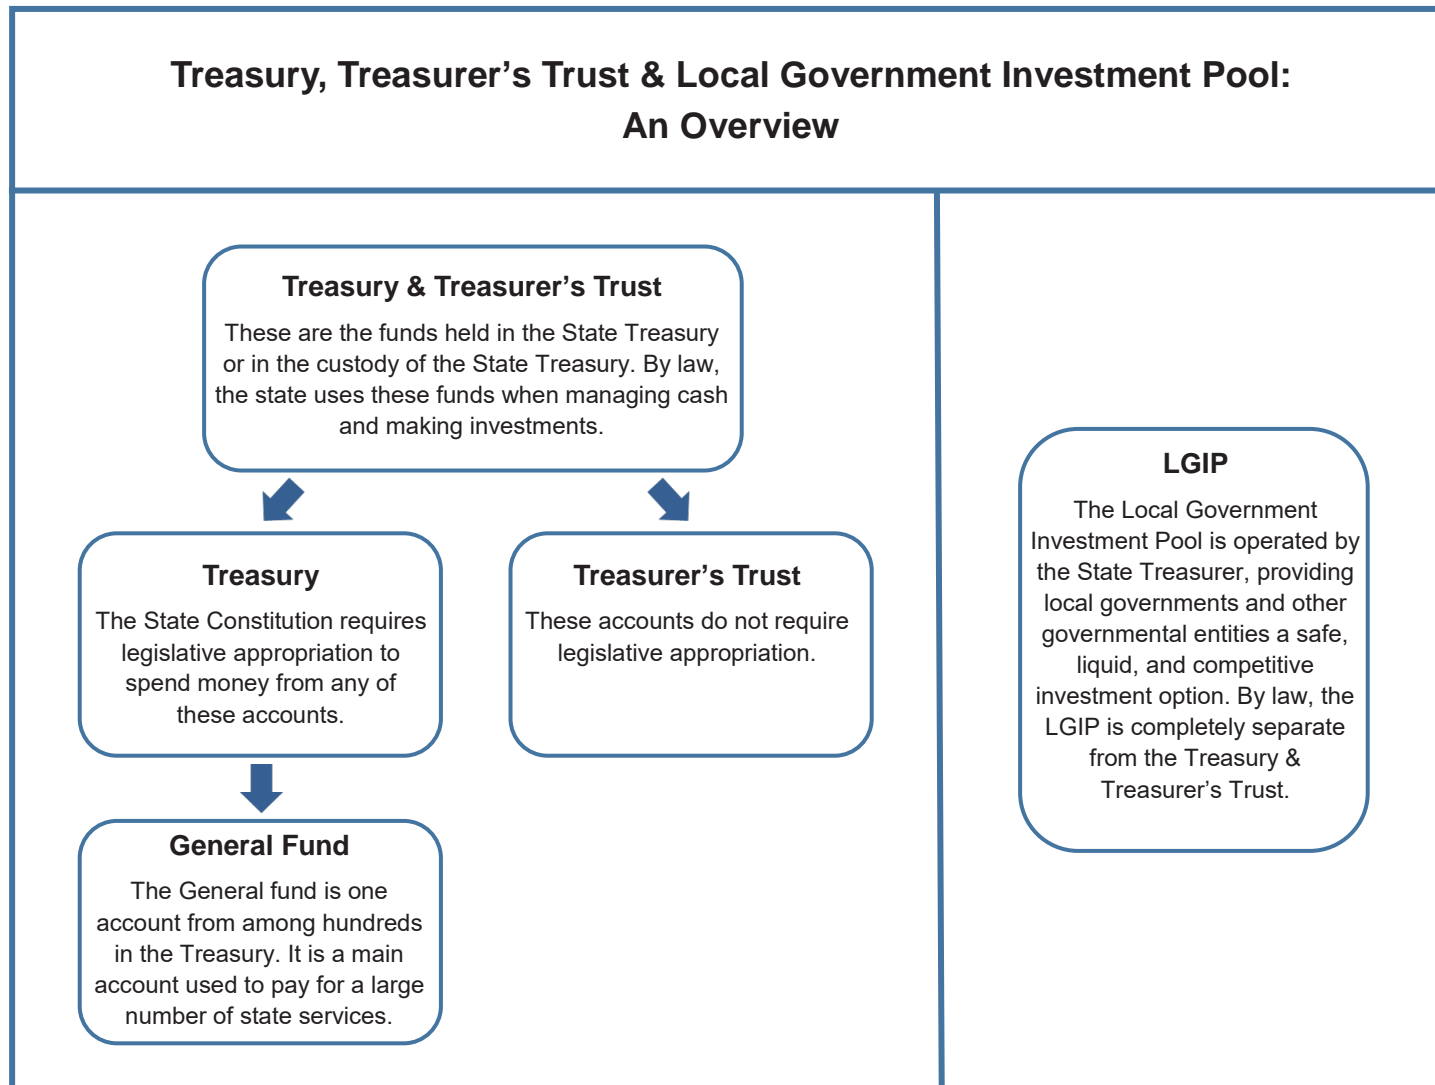 Treasury, Treasurer’s Trust & Local Government Investment Pool:
An Overview
Treasury & Treasurer’s Trust
These are the funds held in the State Treasury
or in the custody of the State Treasury. By law,
the state uses these funds when managing cash
and making investments.
Treasury
The State Constitution requires
legislative appropriation to
spend money from any of
these accounts.
Treasurer’s Trust
These accounts do not require
legislative appropriation.
General Fund
The General fund is one
account from among hundreds
in the Treasury. It is a main
account used to pay for a large
number of state services.
LGIP
The Local Government
Investment Pool is operated by
the State Treasurer, providing
local governments and other
governmental entities a safe,
liquid, and competitive
investment option. By law, the
LGIP is completely separate
from the Treasury &
Treasurer’s Trust.